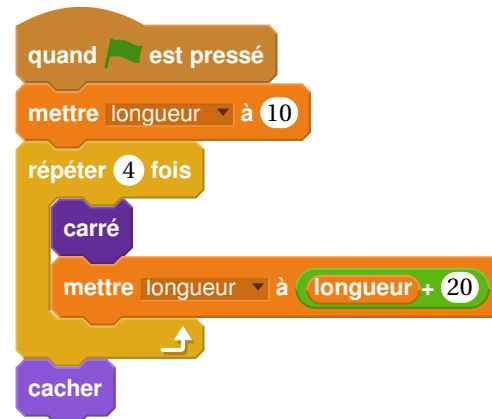 quand est pressé
mettre longueur à 10
répéter 4 fois
carré
mettre longueur à longueur + 20
cacher